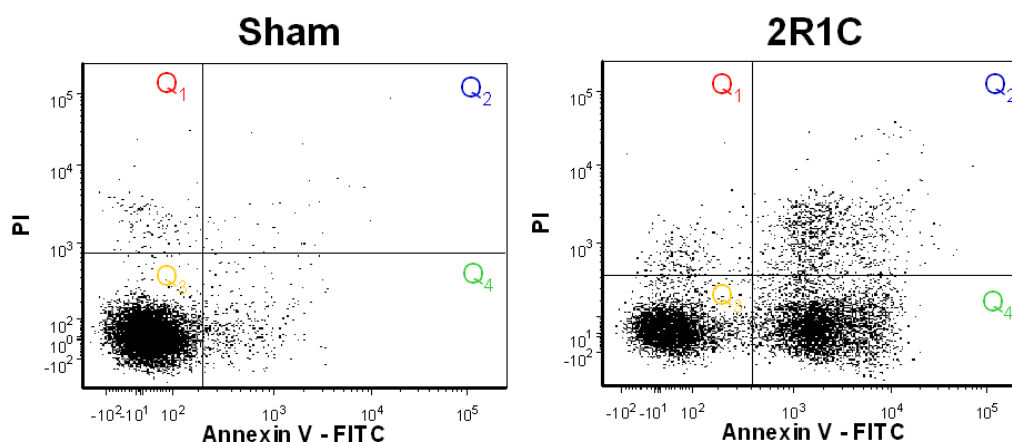 Sham
Q1
Q2
10^5
10^4
PI
10^3
Q3
Q4
10^2
10^0
-10^2
-10^2 -10^1 10^2 10^3 10^4 10^5
Annexin V - FITC
2R1C
Q1
Q2
10^5
10^4
PI
10^3
Q3
Q4
10^1
-10^2
-10^2 -10^1 10^2 10^3 10^4 10^5
Annexin V - FITC